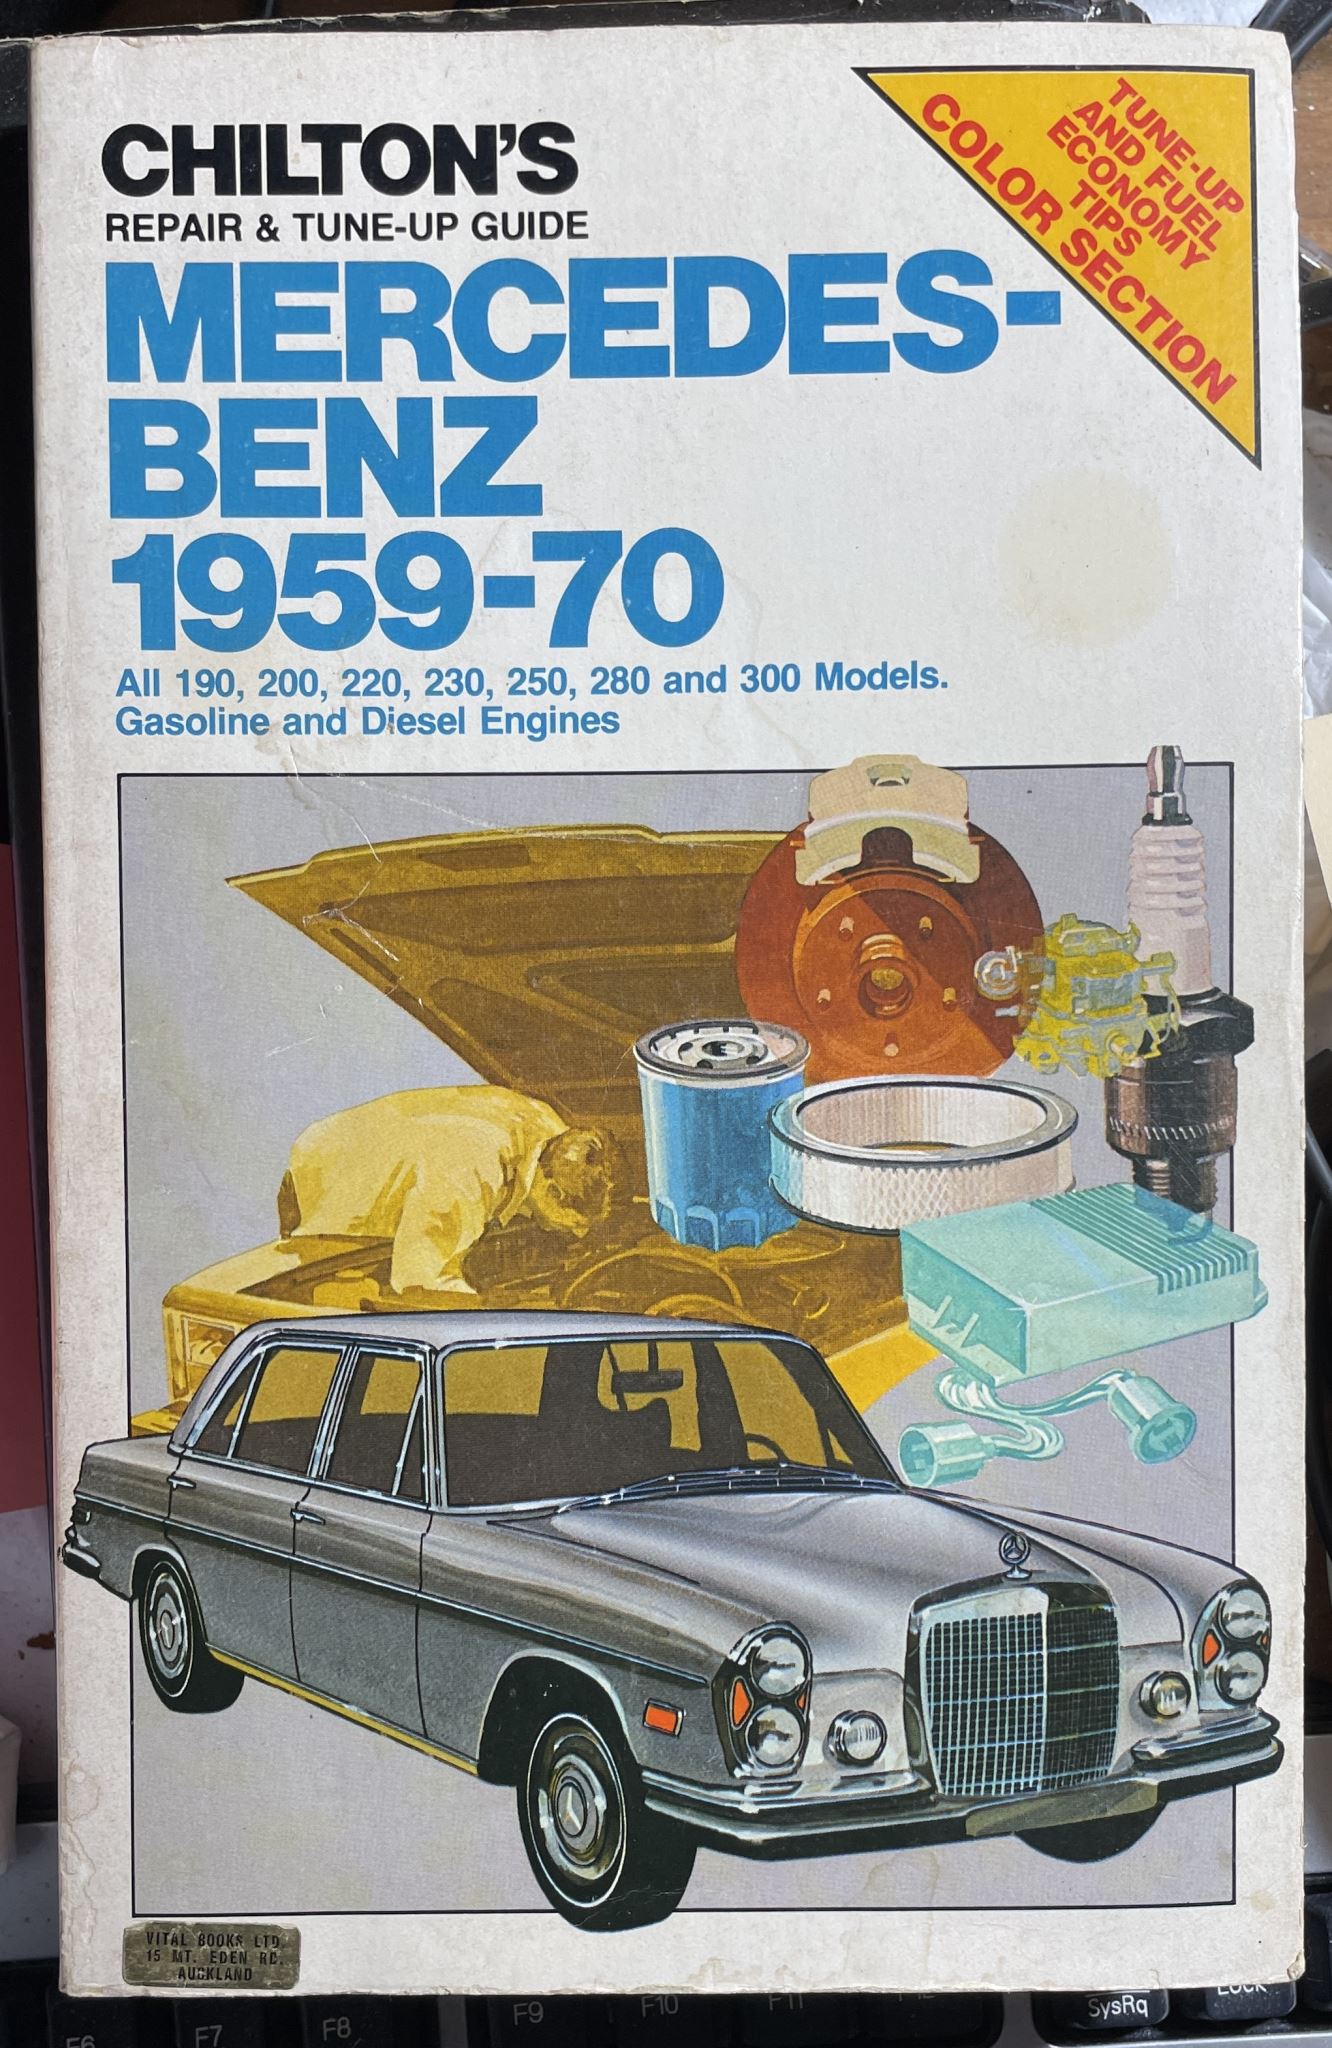 CHILTON'S
REPAIR & TUNE-UP GUIDE
MERCEDES-
BENZ
1959-70
All 190, 200, 220, 230, 250, 280 and 300 Models.
Gasoline and Diesel Engines
TUNE-UP
AND FUEL
ECONOMY
TIPS
COLOR SECTION
VITAL BOOKS LTD.
15 MT. EDEN RD.
AUCKLAND
F6
F7
F8
F9
F10
F11
SysRq
Lock